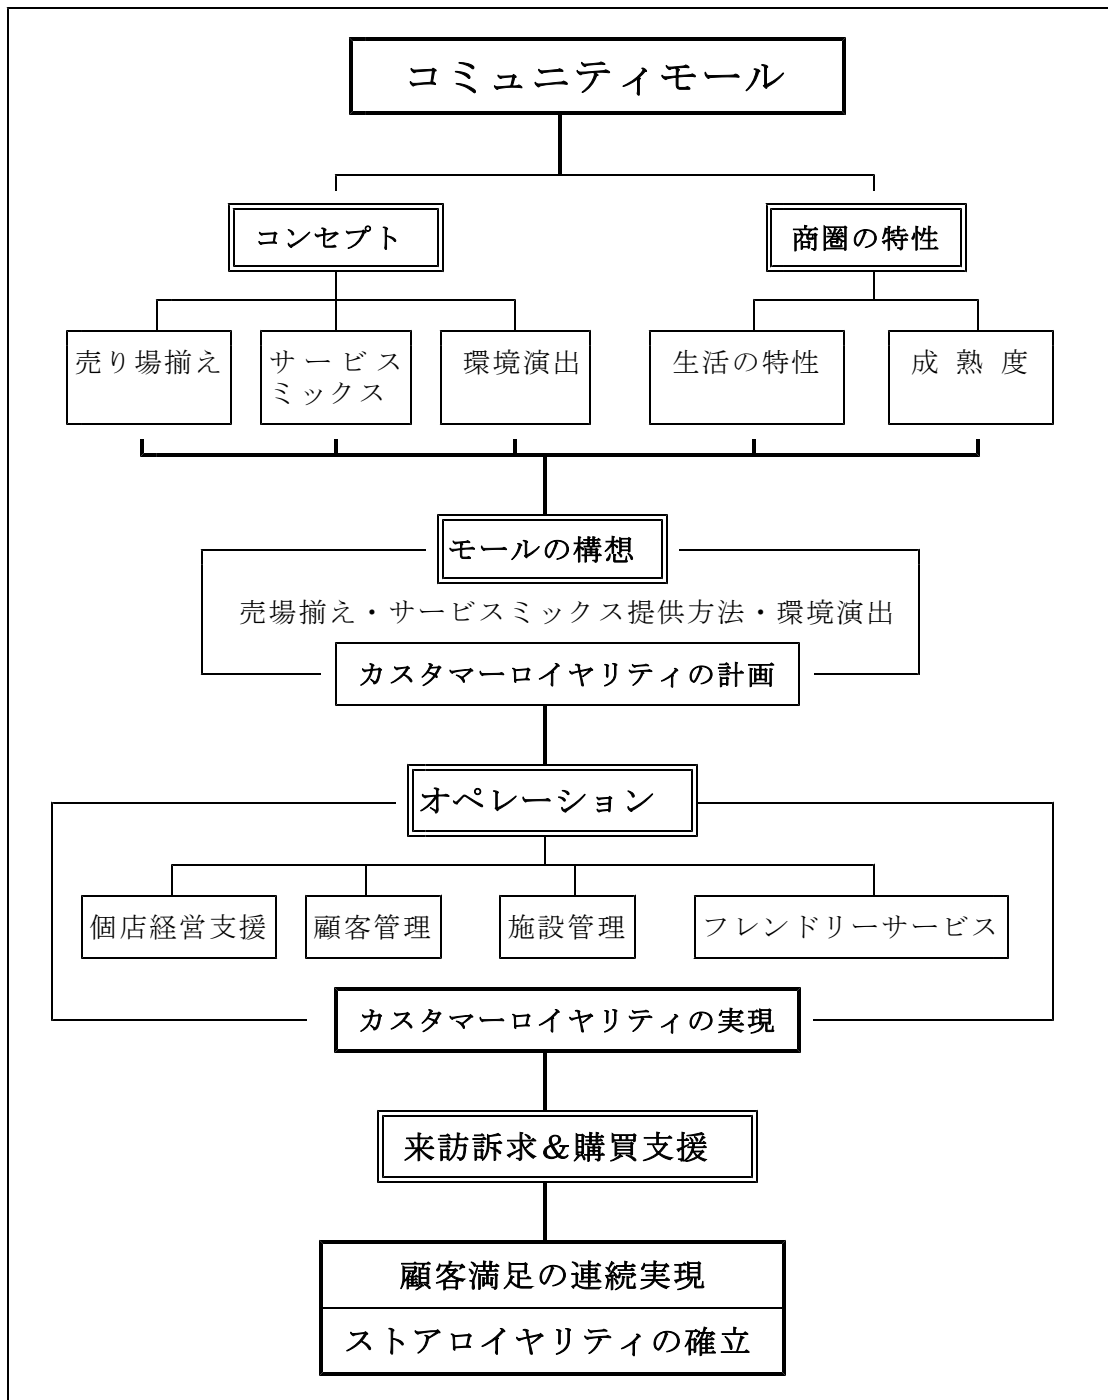 コミュニティモール
コンセプト
商圏の特性
売り場揃え
サービス
ミックス
環境演出
生活の特性
成熟度
モールの構想
売場揃え・サービスミックス提供方法・環境演出
カスタマーロイヤリティの計画
オペレーション
個店経営支援
顧客管理
施設管理
フレンドリーサービス
カスタマーロイヤリティの実現
来訪訴求＆購買支援
顧客満足の連続実現
ストアロイヤリティの確立